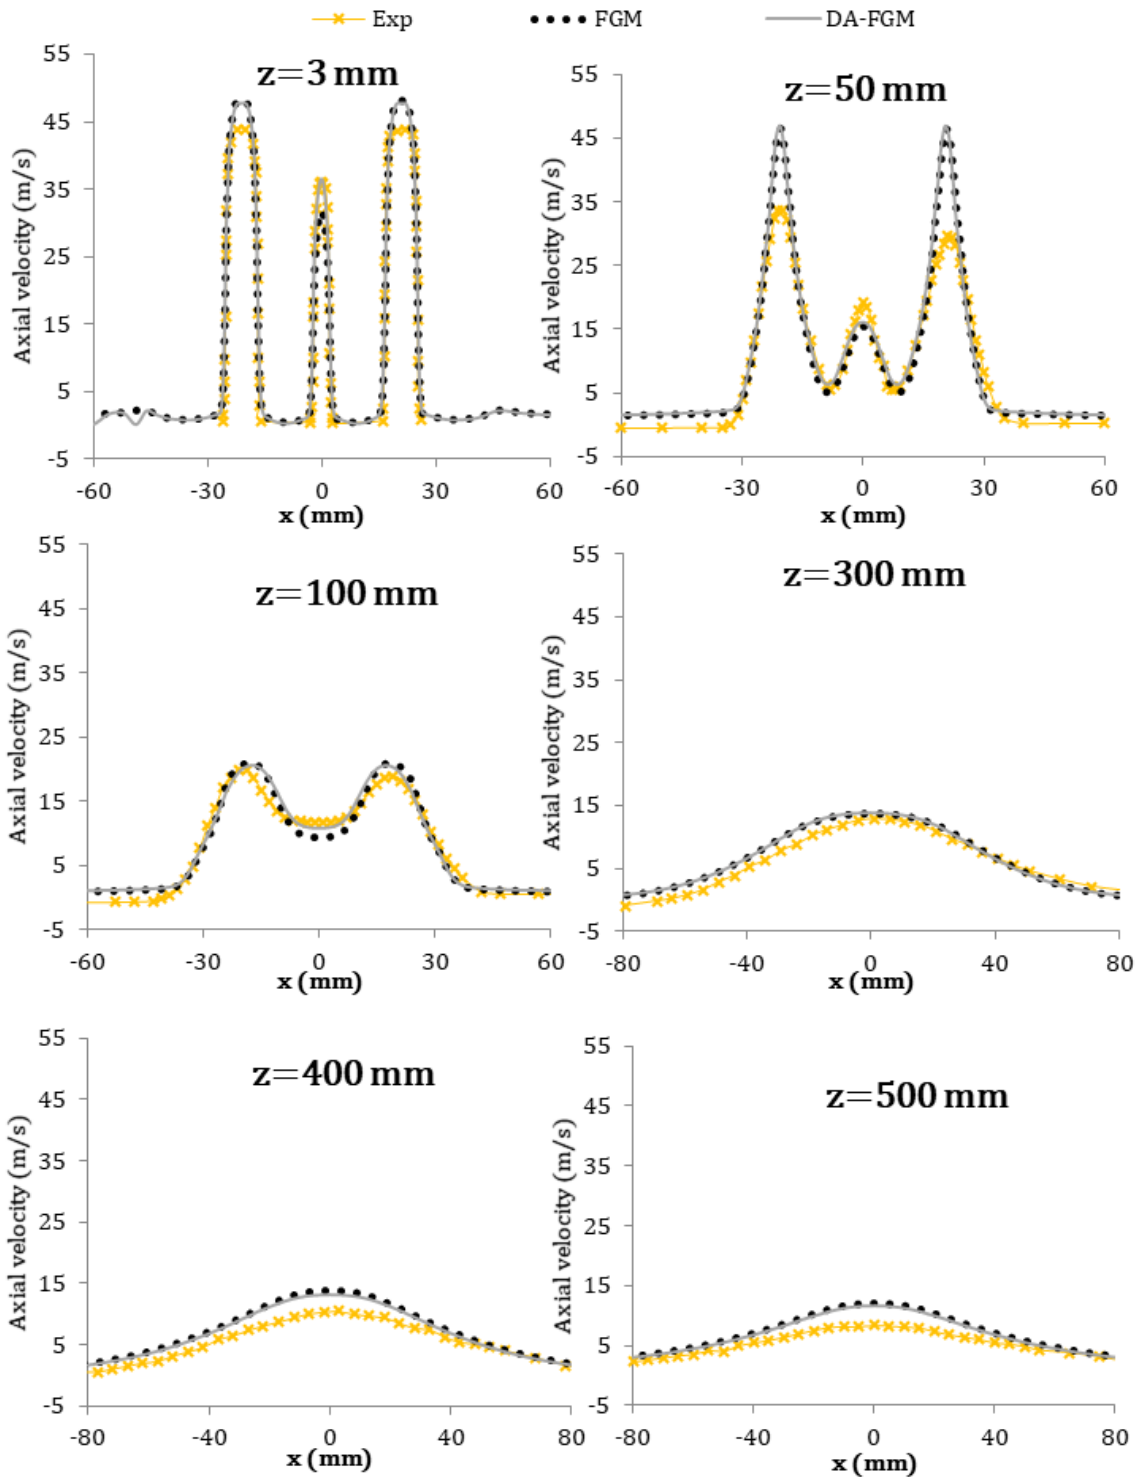 Exp FGM DA-FGM
z=3 mm
Axial velocity (m/s)
55
45
35
25
15
5
-5
-60 -30 0 30 60
x (mm)
z=50 mm
Axial velocity (m/s)
55
45
35
25
15
5
-5
-60 -30 0 30 60
x (mm)
z=100 mm
Axial velocity (m/s)
55
45
35
25
15
5
-5
-60 -30 0 30 60
x (mm)
z=300 mm
Axial velocity (m/s)
55
45
35
25
15
5
-5
-80 -40 0 40 80
x (mm)
z=400 mm
Axial velocity (m/s)
55
45
35
25
15
5
-5
-80 -40 0 40 80
x (mm)
z=500 mm
Axial velocity (m/s)
55
45
35
25
15
5
-5
-80 -40 0 40 80
x (mm)